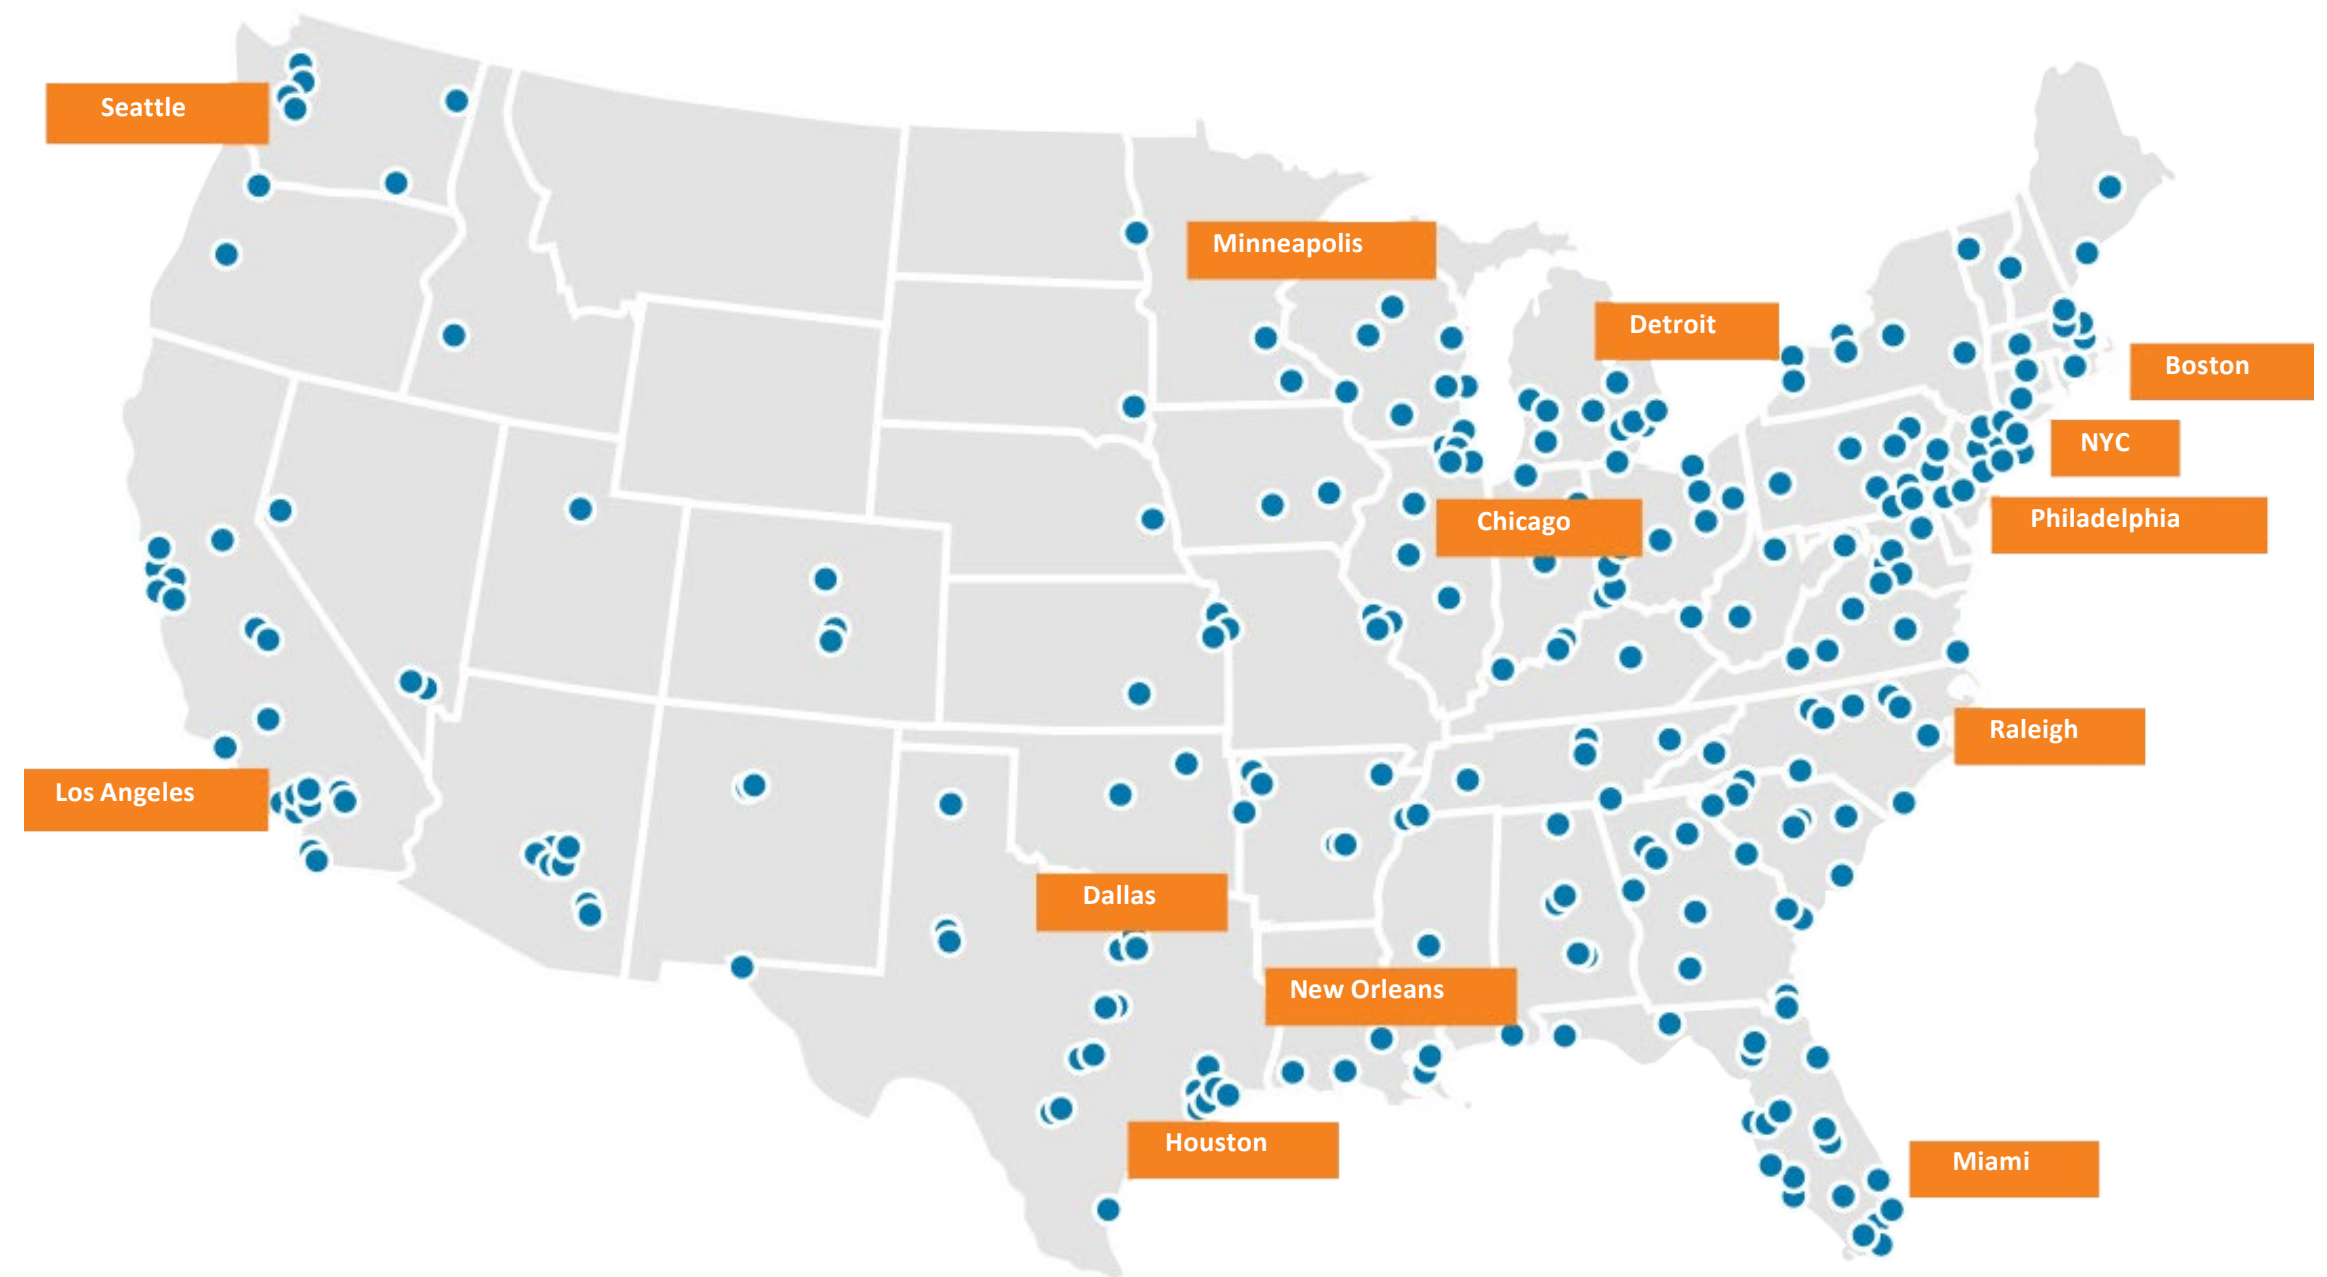 Seattle
Minneapolis
Detroit
Boston
NYC
Philadelphia
Chicago
Raleigh
Los Angeles
Dallas
New Orleans
Houston
Miami